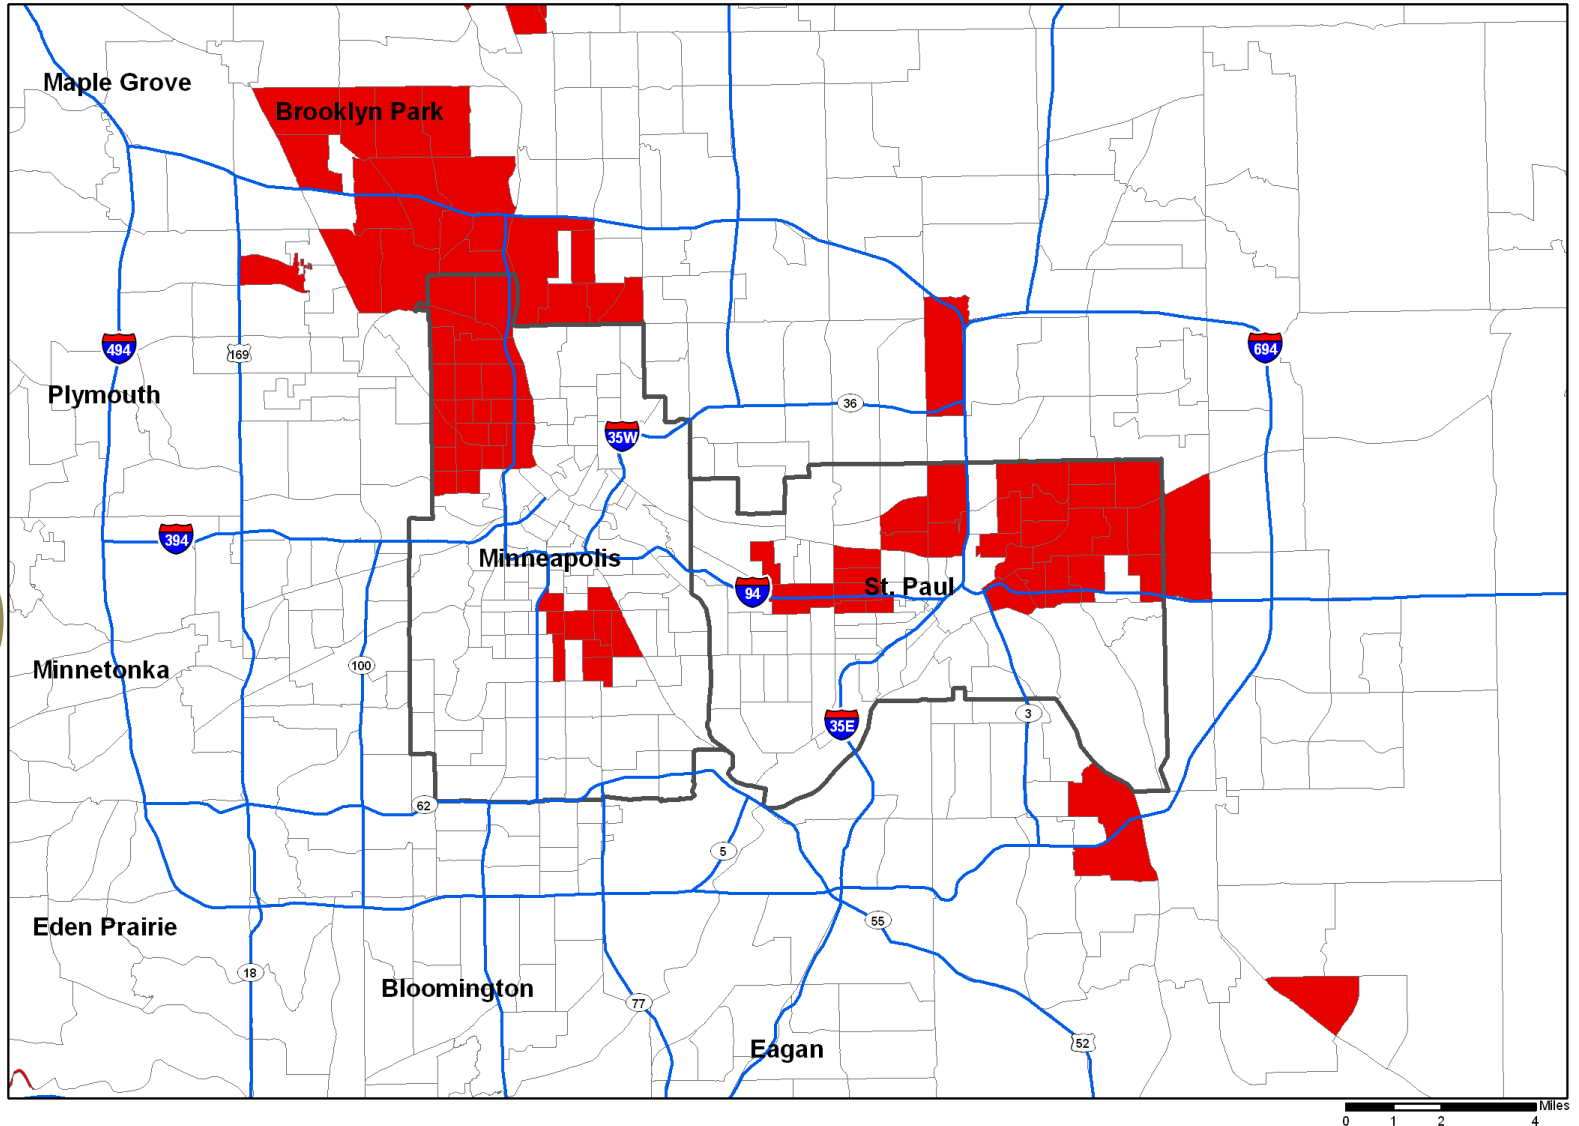 Maple Grove
Brooklyn Park
494
169
694
Plymouth
36
35W
394
Minneapolis
94
St. Paul
Minnetonka
100
3
35E
62
5
55
Eden Prairie
18
Bloomington
77
52
Eagan
Miles
0 1 2 4